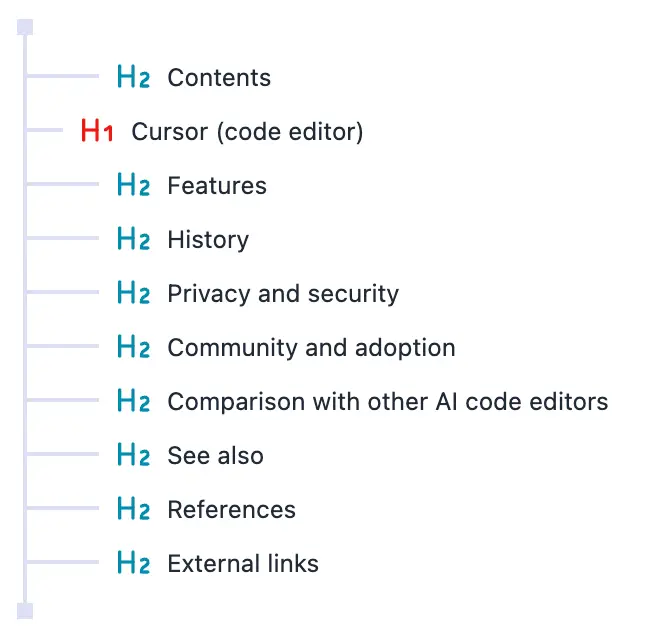 H2 Contents
H1 Cursor (code editor)
H2 Features
H2 History
H2 Privacy and security
H2 Community and adoption
H2 Comparison with other AI code editors
H2 See also
H2 References
H2 External links